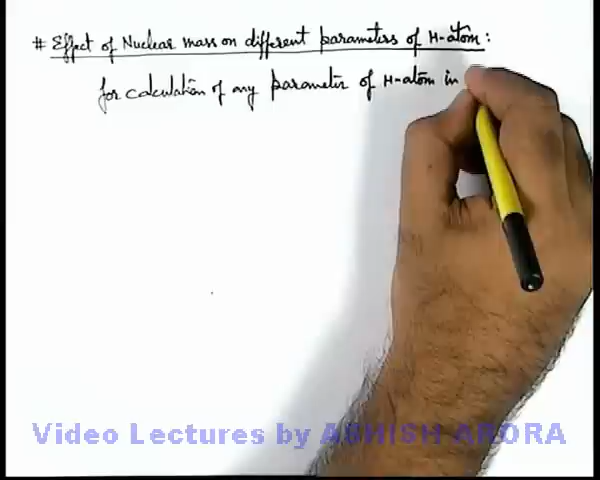 # Effect of Nuclear mass on different parameters of H-atom :
for calculation of any parameter of H-atom in
Video Lectures by ASHISH ARORA